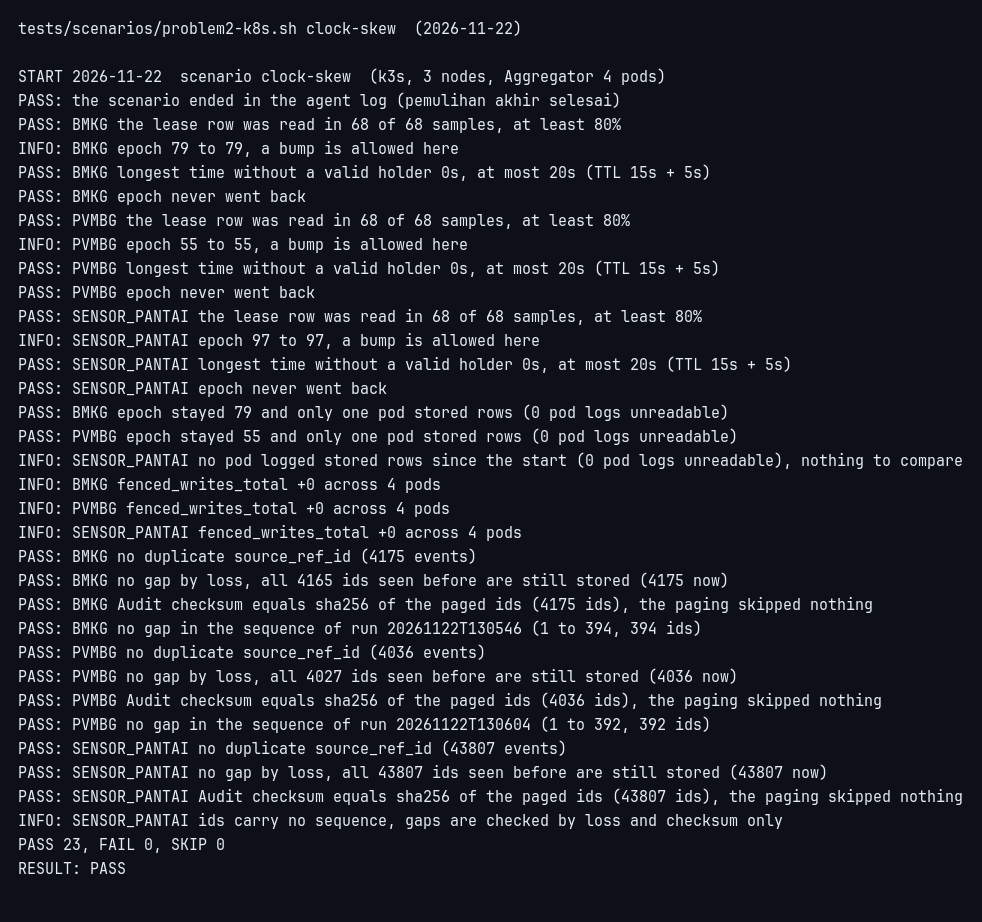 tests/scenarios/problem2-k8s.sh clock-skew  (2026-11-22)
START 2026-11-22  scenario clock-skew  (k3s, 3 nodes, Aggregator 4 pods)
PASS: the scenario ended in the agent log (pemulihan akhir selesai)
PASS: BMKG the lease row was read in 68 of 68 samples, at least 80%
INFO: BMKG epoch 79 to 79, a bump is allowed here
PASS: BMKG longest time without a valid holder 0s, at most 20s (TTL 15s + 5s)
PASS: BMKG epoch never went back
PASS: PVMBG the lease row was read in 68 of 68 samples, at least 80%
INFO: PVMBG epoch 55 to 55, a bump is allowed here
PASS: PVMBG longest time without a valid holder 0s, at most 20s (TTL 15s + 5s)
PASS: PVMBG epoch never went back
PASS: SENSOR_PANTAI the lease row was read in 68 of 68 samples, at least 80%
INFO: SENSOR_PANTAI epoch 97 to 97, a bump is allowed here
PASS: SENSOR_PANTAI longest time without a valid holder 0s, at most 20s (TTL 15s + 5s)
PASS: SENSOR_PANTAI epoch never went back
PASS: BMKG epoch stayed 79 and only one pod stored rows (0 pod logs unreadable)
PASS: PVMBG epoch stayed 55 and only one pod stored rows (0 pod logs unreadable)
INFO: SENSOR_PANTAI no pod logged stored rows since the start (0 pod logs unreadable), nothing to compare
INFO: BMKG fenced_writes_total +0 across 4 pods
INFO: PVMBG fenced_writes_total +0 across 4 pods
INFO: SENSOR_PANTAI fenced_writes_total +0 across 4 pods
PASS: BMKG no duplicate source_ref_id (4175 events)
PASS: BMKG no gap by loss, all 4165 ids seen before are still stored (4175 now)
PASS: BMKG Audit checksum equals sha256 of the paged ids (4175 ids), the paging skipped nothing
PASS: BMKG no gap in the sequence of run 20261122T130546 (1 to 394, 394 ids)
PASS: PVMBG no duplicate source_ref_id (4036 events)
PASS: PVMBG no gap by loss, all 4027 ids seen before are still stored (4036 now)
PASS: PVMBG Audit checksum equals sha256 of the paged ids (4036 ids), the paging skipped nothing
PASS: PVMBG no gap in the sequence of run 20261122T130604 (1 to 392, 392 ids)
PASS: SENSOR_PANTAI no duplicate source_ref_id (43807 events)
PASS: SENSOR_PANTAI no gap by loss, all 43807 ids seen before are still stored (43807 now)
PASS: SENSOR_PANTAI Audit checksum equals sha256 of the paged ids (43807 ids), the paging skipped nothing
INFO: SENSOR_PANTAI ids carry no sequence, gaps are checked by loss and checksum only
PASS 23, FAIL 0, SKIP 0
RESULT: PASS